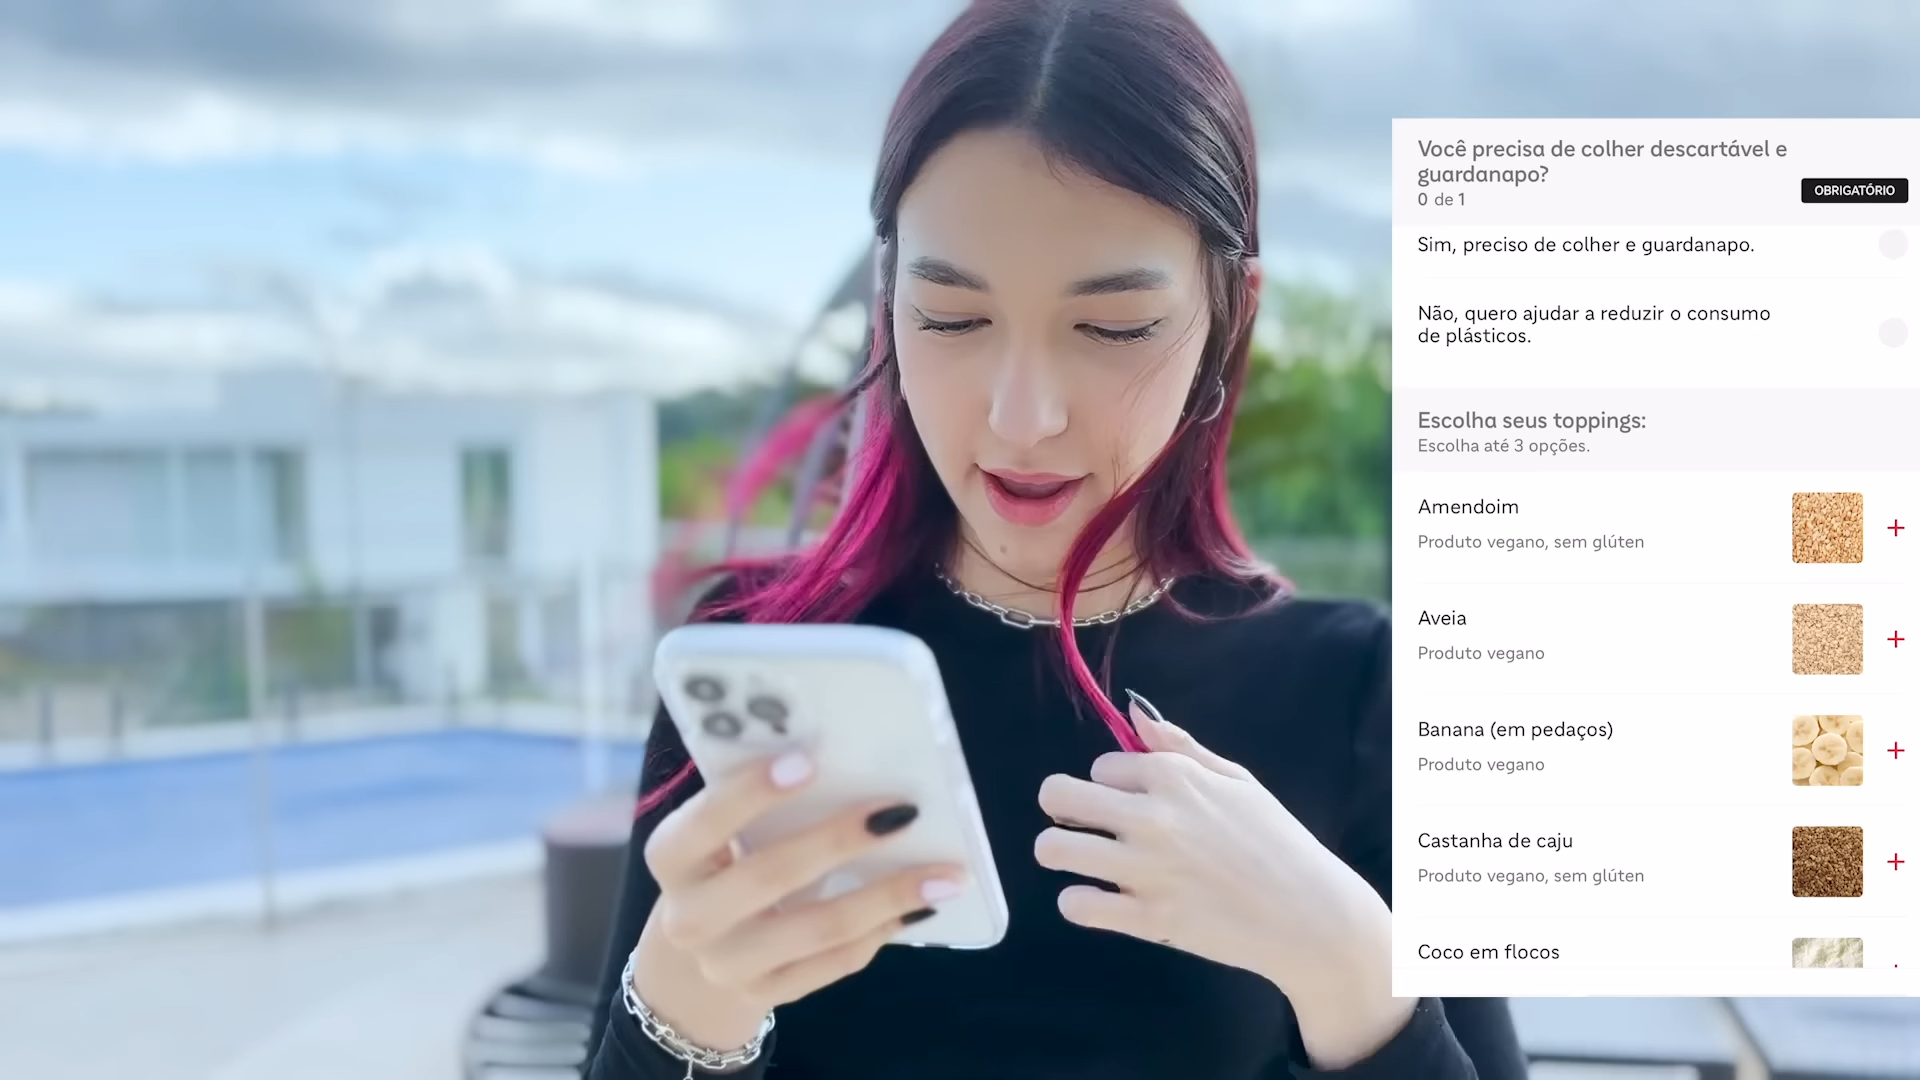 Você precisa de colher descartável e
guardanapo?
0 de 1
OBRIGATÓRIO
Sim, preciso de colher e guardanapo.
Não, quero ajudar a reduzir o consumo
de plásticos.
Escolha seus toppings:
Escolha até 3 opções.
Amendoim
Produto vegano, sem glúten
Aveia
Produto vegano
Banana (em pedaços)
Produto vegano
Castanha de caju
Produto vegano, sem glúten
Coco em flocos